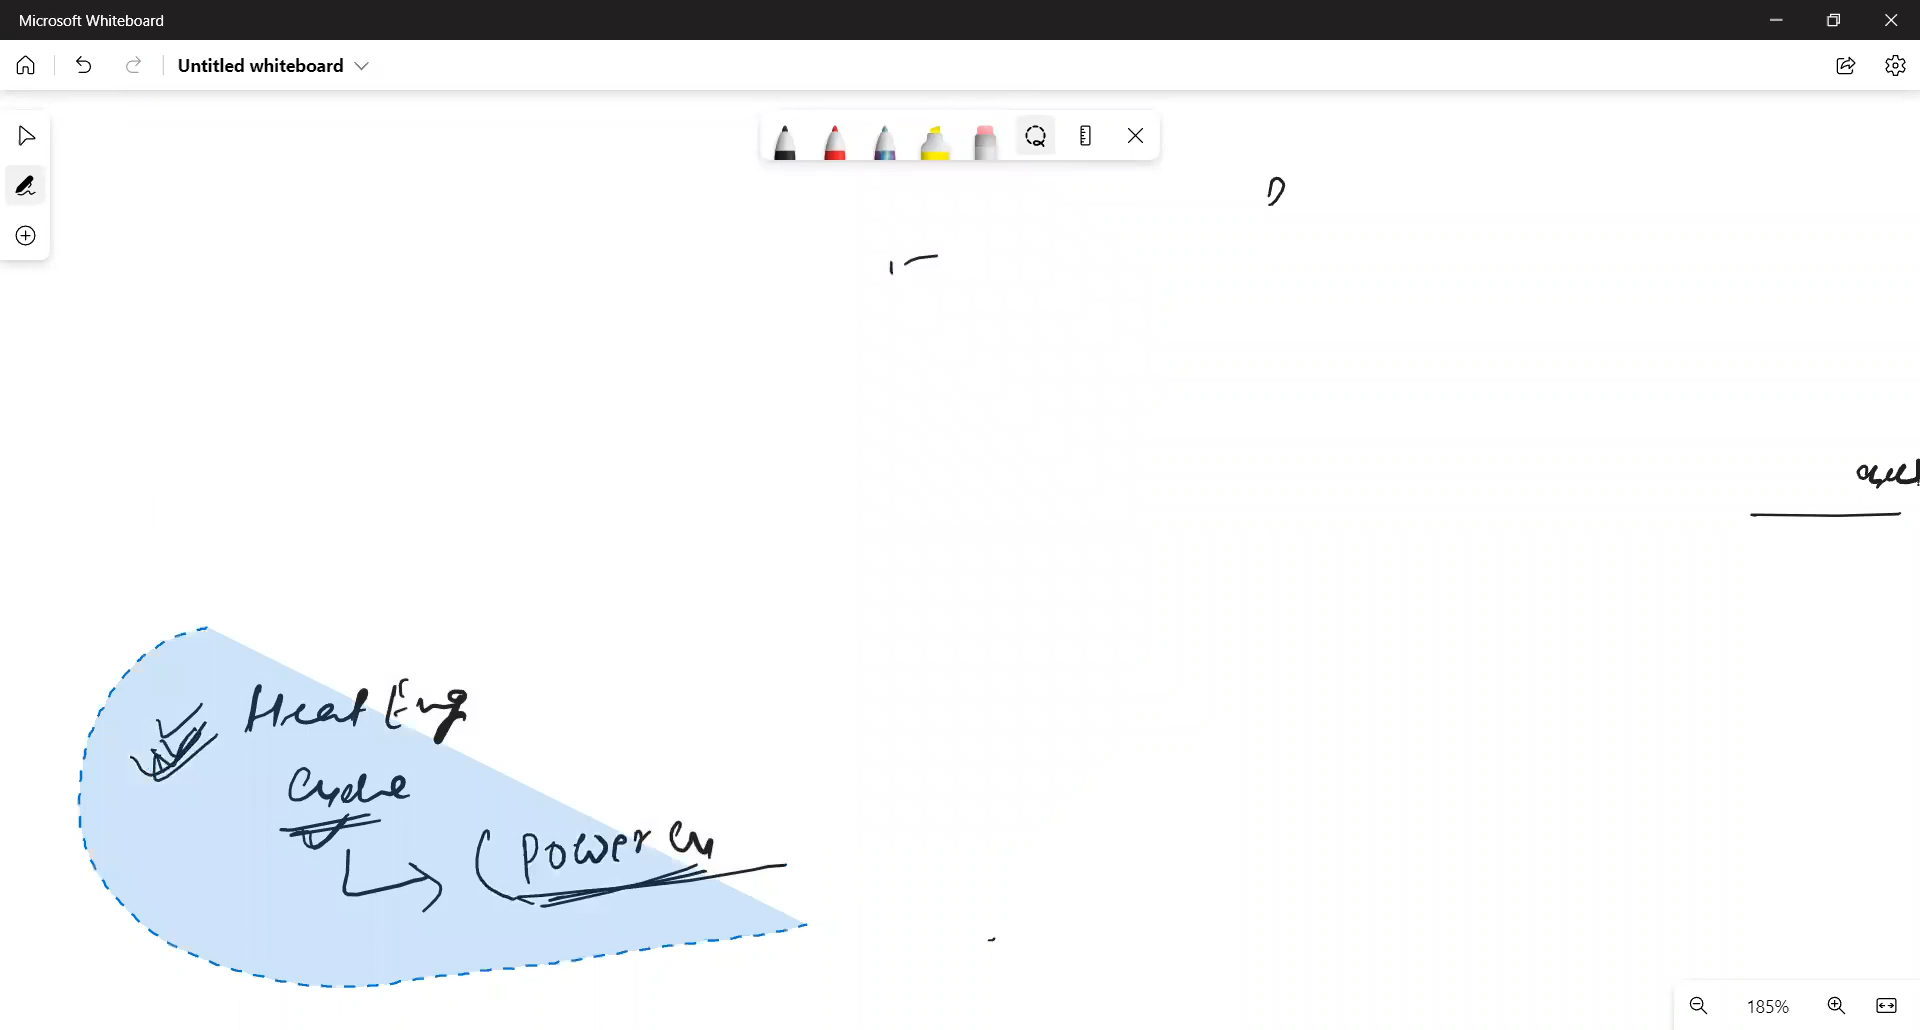 Microsoft Whiteboard
Untitled whiteboard
Heat Eng
Cycle
(Power Cy
185%